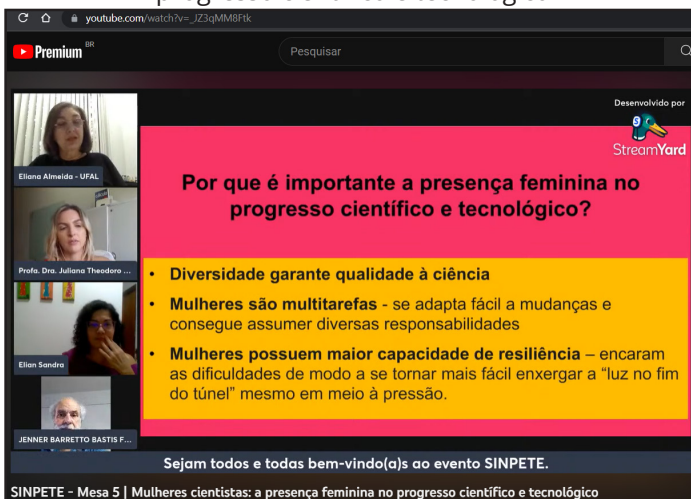 youtube.com/watch?v=_JZ3qMM8Ftk
Premium BR
Pesquisar
Desenvolvido por
StreamYard
Eliana Almeida - UFAL
Profa. Dra. Juliana Theodoro ...
Elian Sandra
JENNER BARRETTO BASTIS F...
Por que é importante a presença feminina no
progresso científico e tecnológico?
• Diversidade garante qualidade à ciência
• Mulheres são multitarefas - se adapta fácil a mudanças e
consegue assumer diversas responsabilidades
• Mulheres possuem maior capacidade de resiliência – encaram
as dificuldades de modo a se tornar mais fácil enxergar a “luz no fim
do túnel” mesmo em meio à pressão.
Sejam todos e todas bem-vindo(a)s ao evento SINPETE.
SINPETE - Mesa 5 | Mulheres cientistas: a presença feminina no progresso científico e tecnológico